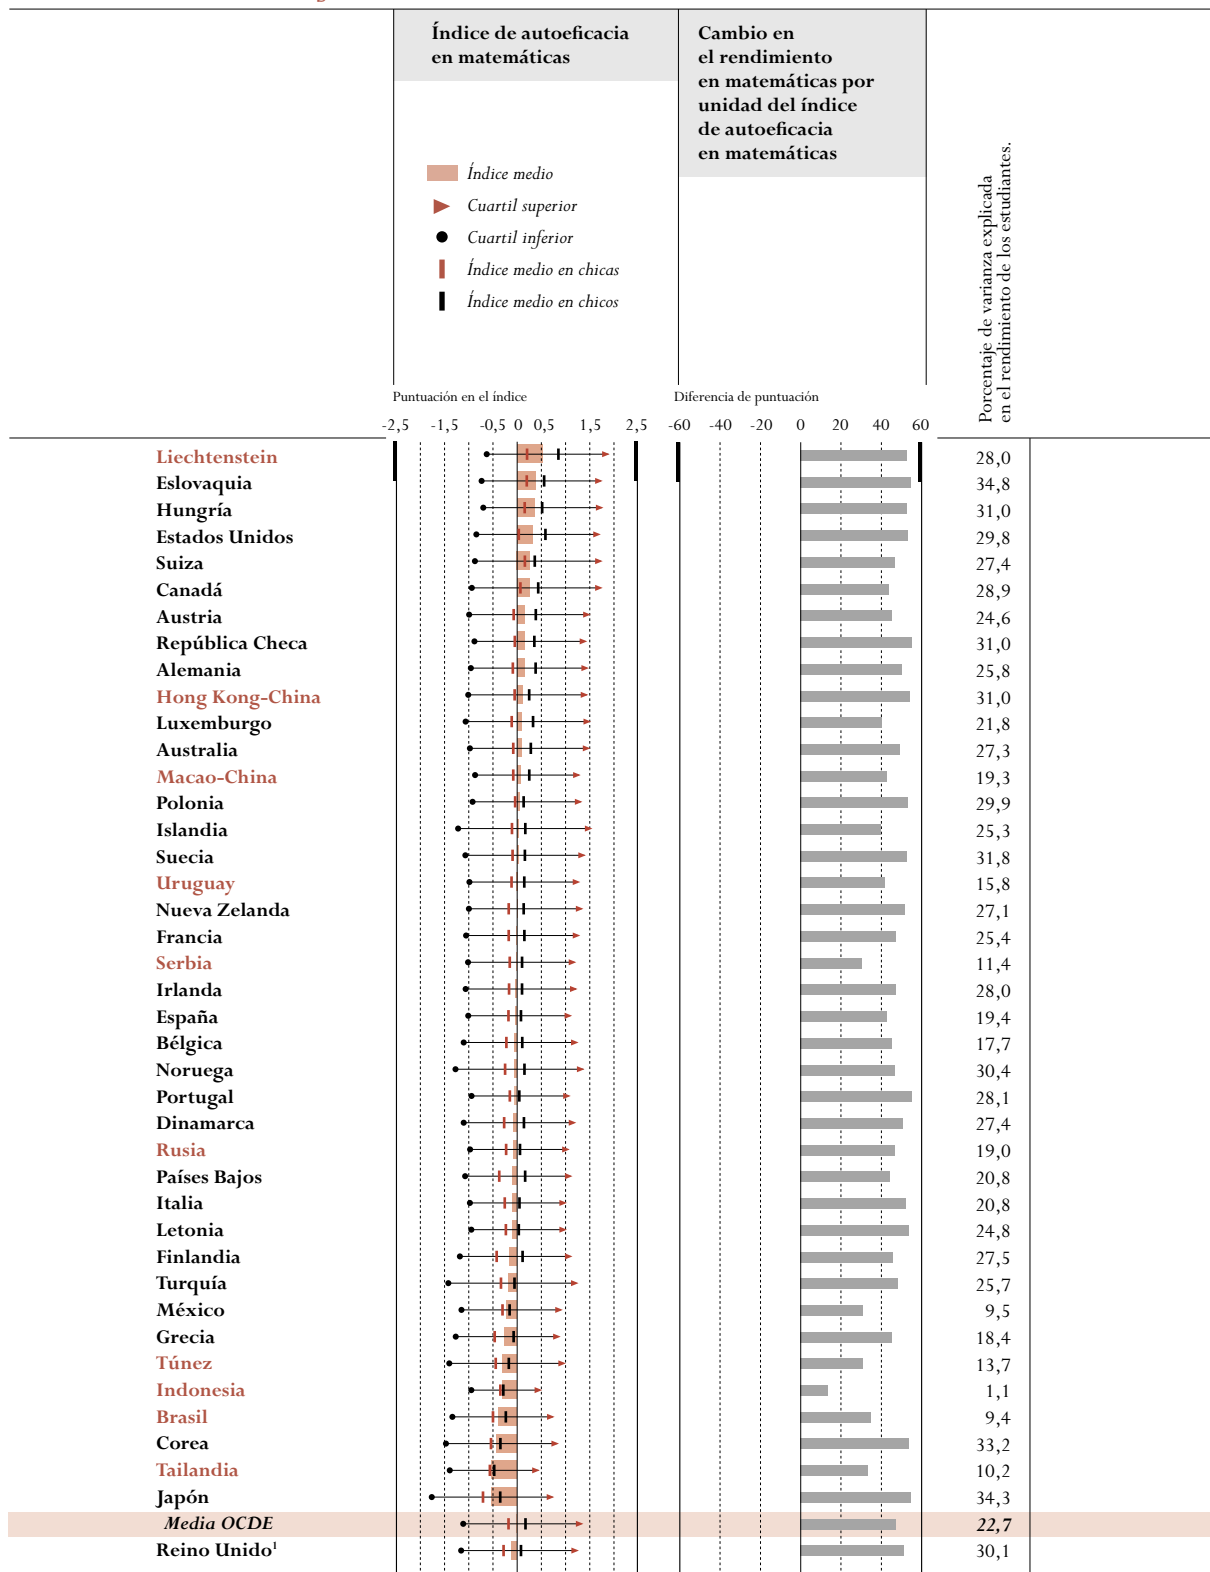 Índice de autoeficacia
en matemáticas
Cambio en
el rendimiento
en matemáticas por
unidad del índice
de autoeficacia
en matemáticas
Índice medio
Cuartil superior
Cuartil inferior
Índice medio en chicas
Índice medio en chicos
Porcentaje de varianza explicada
en el rendimiento de los estudiantes.
Puntuación en el índice
Diferencia de puntuación
-2,5 -1,5 -0,5 0 0,5 1,5 2,5 -60 -40 -20 0 20 40 60
Liechtenstein 28,0
Eslovaquia 34,8
Hungría 31,0
Estados Unidos 29,8
Suiza 27,4
Canadá 28,9
Austria 24,6
República Checa 31,0
Alemania 25,8
Hong Kong-China 31,0
Luxemburgo 21,8
Australia 27,3
Macao-China 19,3
Polonia 29,9
Islandia 25,3
Suecia 31,8
Uruguay 15,8
Nueva Zelanda 27,1
Francia 25,4
Serbia 11,4
Irlanda 28,0
España 19,4
Bélgica 17,7
Noruega 30,4
Portugal 28,1
Dinamarca 27,4
Rusia 19,0
Países Bajos 20,8
Italia 20,8
Letonia 24,8
Finlandia 27,5
Turquía 25,7
México 9,5
Grecia 18,4
Túnez 13,7
Indonesia 1,1
Brasil 9,4
Corea 33,2
Tailandia 10,2
Japón 34,3
Media OCDE 22,7
Reino Unido¹ 30,1